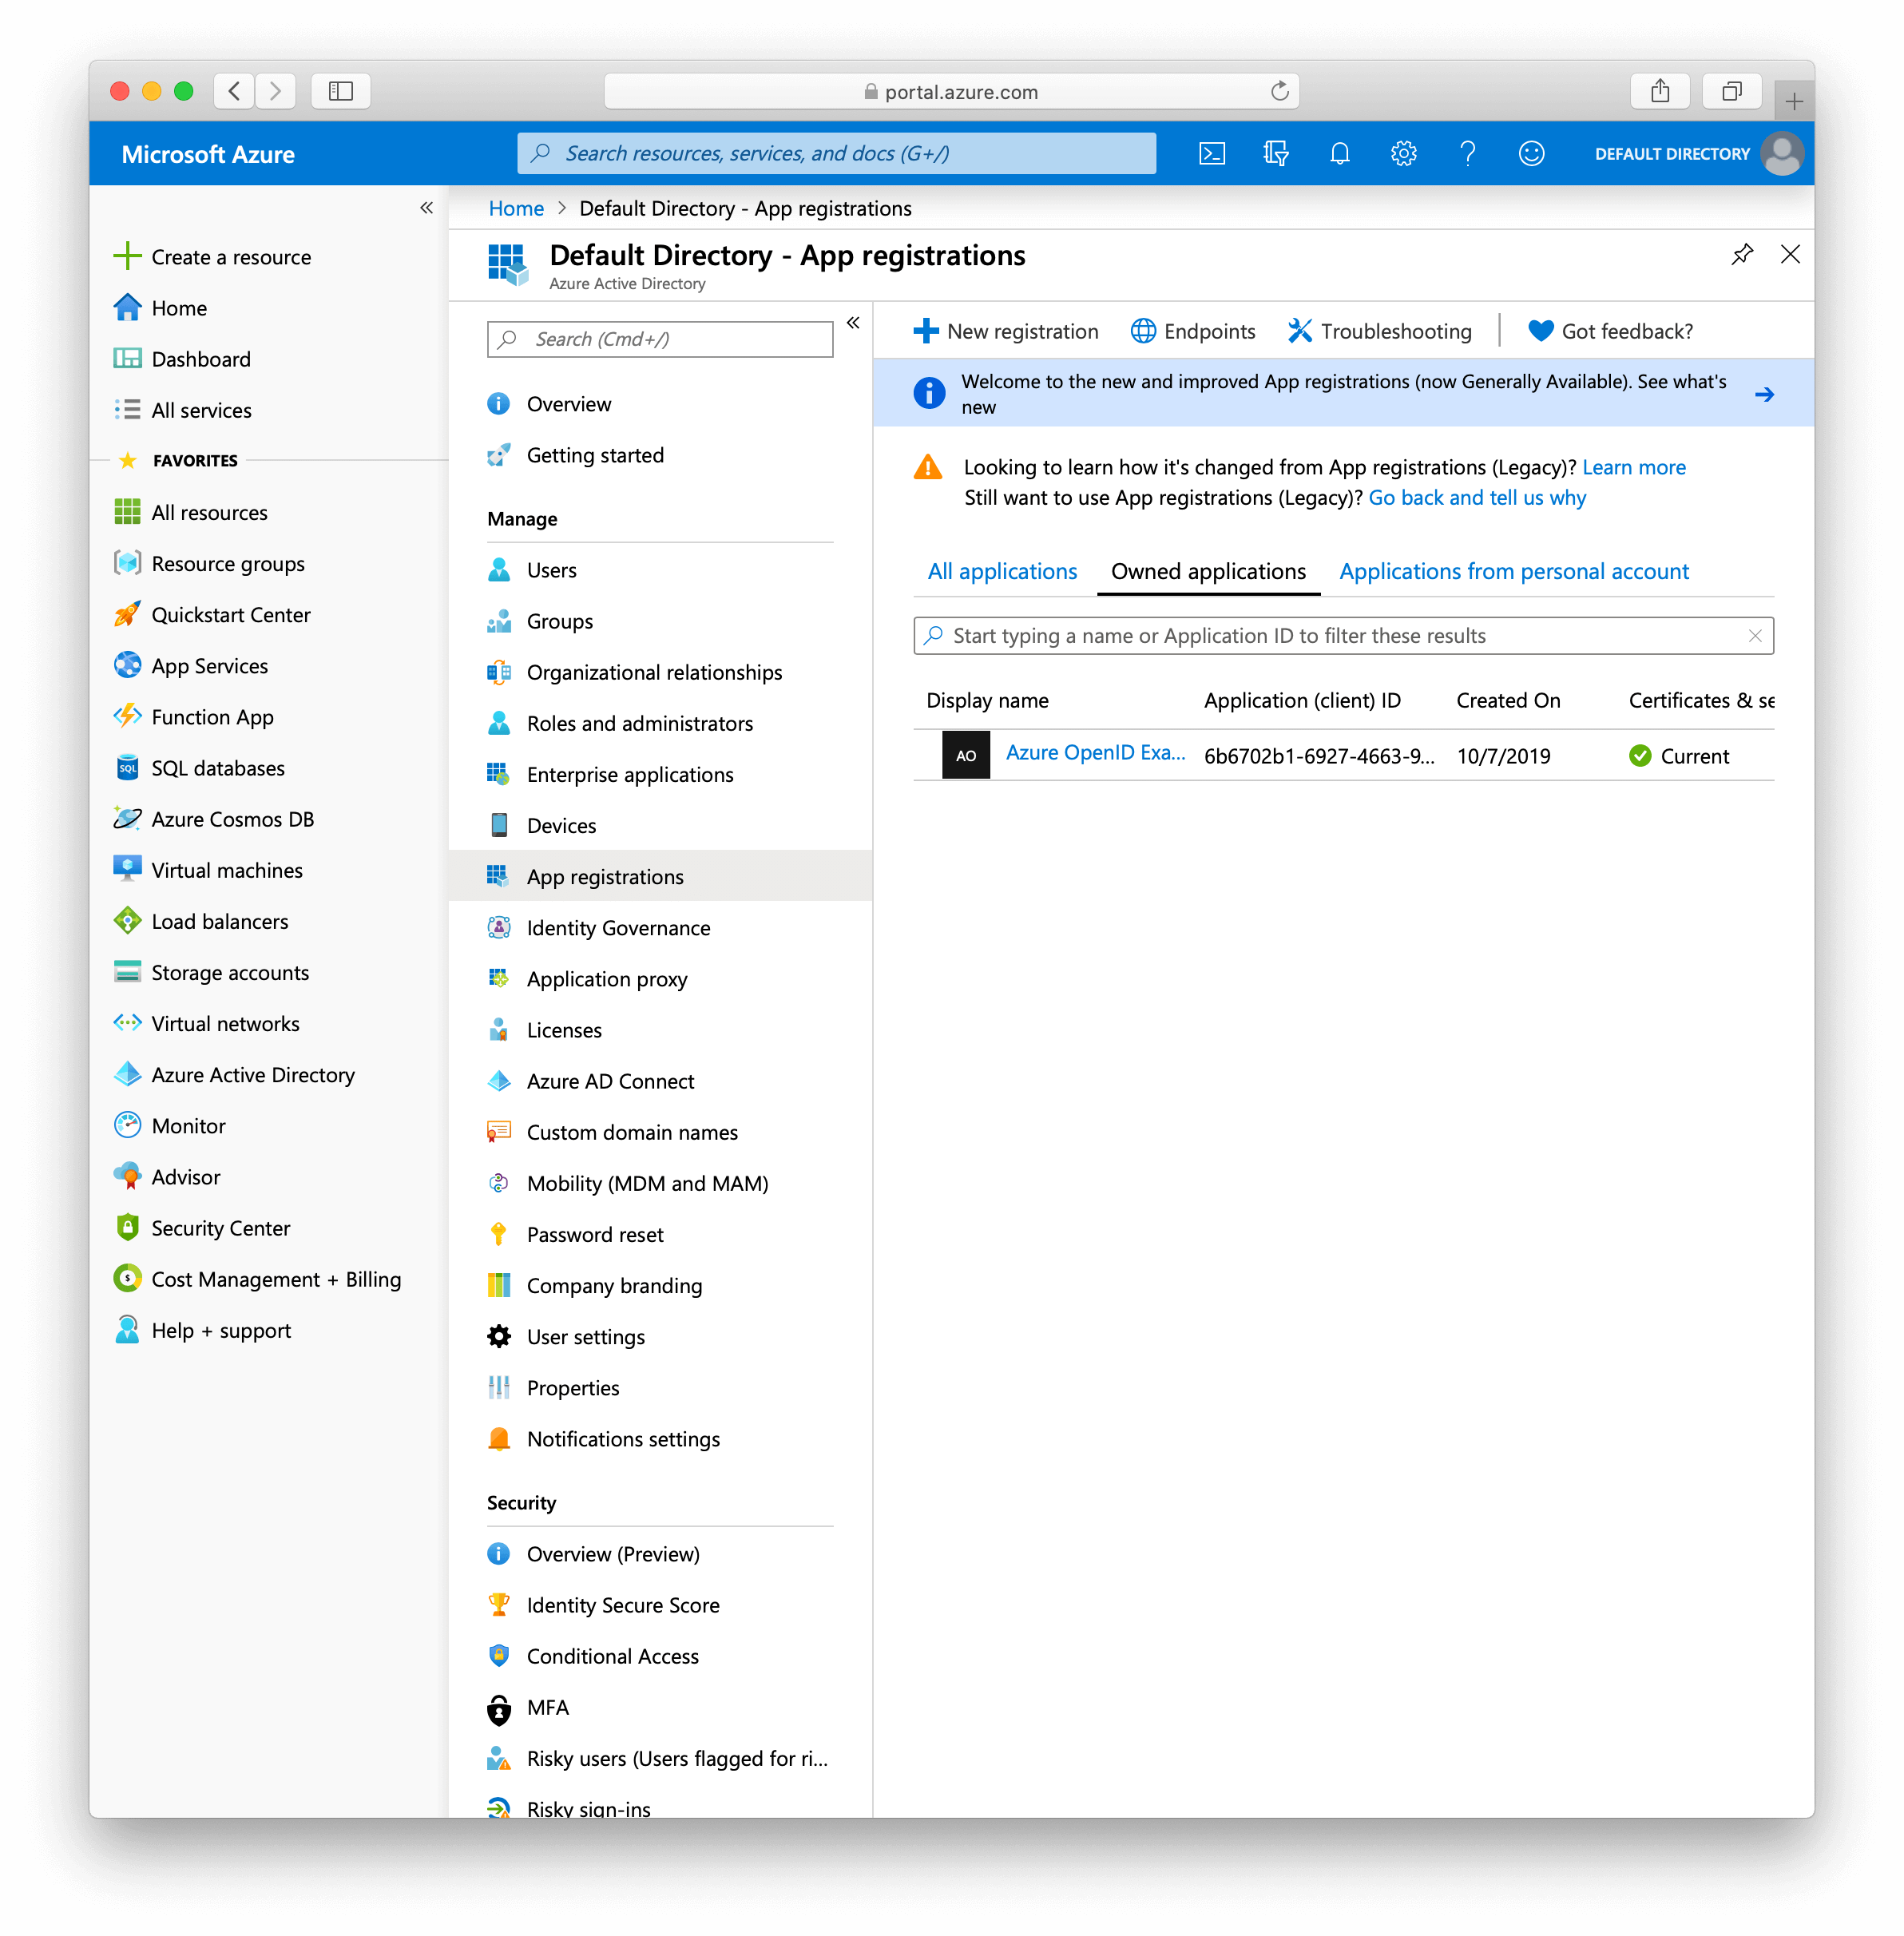 portal.azure.com
Microsoft Azure
Search resources, services, and docs (G+/)
DEFAULT DIRECTORY
Create a resource
Home
Dashboard
All services
FAVORITES
All resources
Resource groups
Quickstart Center
App Services
Function App
SQL databases
Azure Cosmos DB
Virtual machines
Load balancers
Storage accounts
Virtual networks
Azure Active Directory
Monitor
Advisor
Security Center
Cost Management + Billing
Help + support
Home > Default Directory - App registrations
Default Directory - App registrations
Azure Active Directory
Search (Cmd+/)
Overview
Getting started
Manage
Users
Groups
Organizational relationships
Roles and administrators
Enterprise applications
Devices
App registrations
Identity Governance
Application proxy
Licenses
Azure AD Connect
Custom domain names
Mobility (MDM and MAM)
Password reset
Company branding
User settings
Properties
Notifications settings
Security
Overview (Preview)
Identity Secure Score
Conditional Access
MFA
Risky users (Users flagged for ri...
Risky sign-ins
New registration
Endpoints
Troubleshooting
Got feedback?
Welcome to the new and improved App registrations (now Generally Available). See what's
new
Looking to learn how it's changed from App registrations (Legacy)? Learn more
Still want to use App registrations (Legacy)? Go back and tell us why
All applications
Owned applications
Applications from personal account
Start typing a name or Application ID to filter these results
Display name
Application (client) ID
Created On
Certificates & se
AO
Azure OpenID Exa...
6b6702b1-6927-4663-9...
10/7/2019
Current